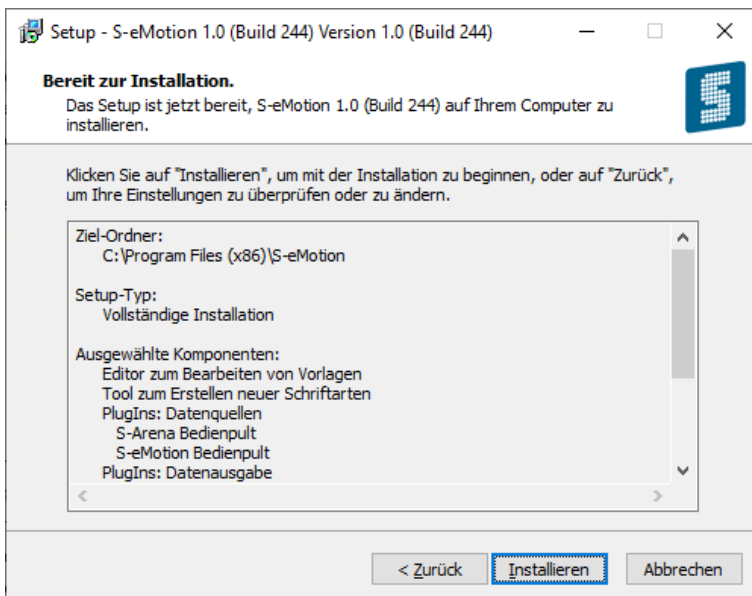 Setup - S-eMotion 1.0 (Build 244) Version 1.0 (Build 244)
Bereit zur Installation.
Das Setup ist jetzt bereit, S-eMotion 1.0 (Build 244) auf Ihrem Computer zu
installieren.
Klicken Sie auf "Installieren", um mit der Installation zu beginnen, oder auf "Zurück",
um Ihre Einstellungen zu überprüfen oder zu ändern.
Ziel-Ordner:
C:\Program Files (x86)\S-eMotion
Setup-Typ:
Vollständige Installation
Ausgewählte Komponenten:
Editor zum Bearbeiten von Vorlagen
Tool zum Erstellen neuer Schriftarten
PlugIns: Datenquellen
S-Arena Bedienpult
S-eMotion Bedienpult
PlugIns: Datenausgabe
< Zurück Installieren Abbrechen